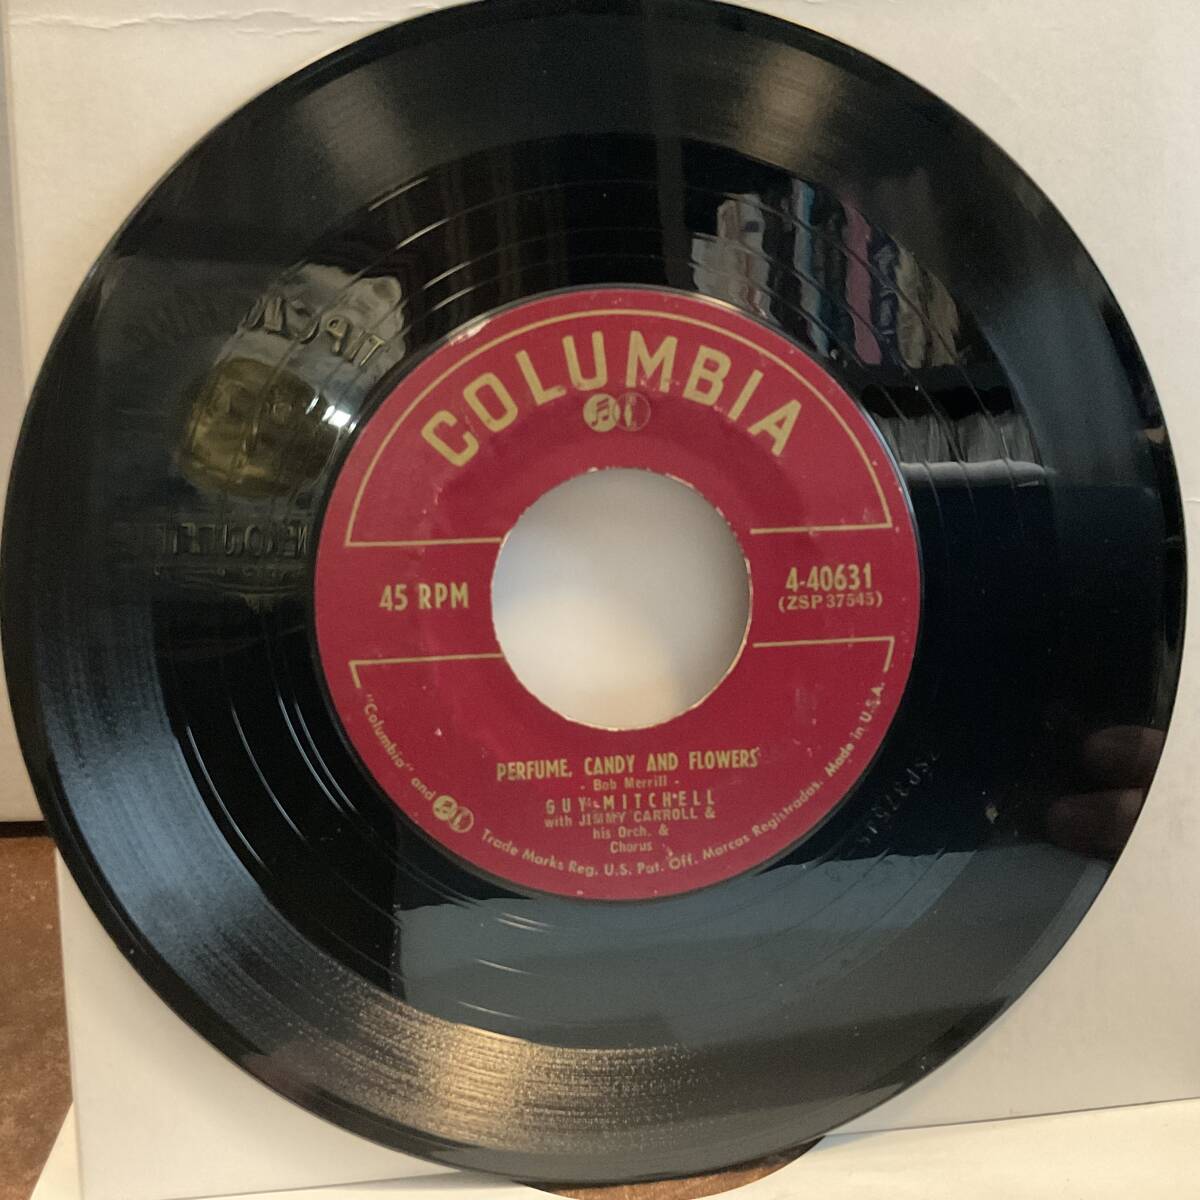 COLUMBIA
45 RPM
4-40631
(ZSP 37545)
PERFUME, CANDY AND FLOWERS
- Bob Merrill -
GUY MITCHELL
with JIMMY CARROLL &
his Orch. &
Chorus
"Columbia" and Trade Marks Reg. U.S. Pat. Off. Marcas Registradas. Made in U.S.A.